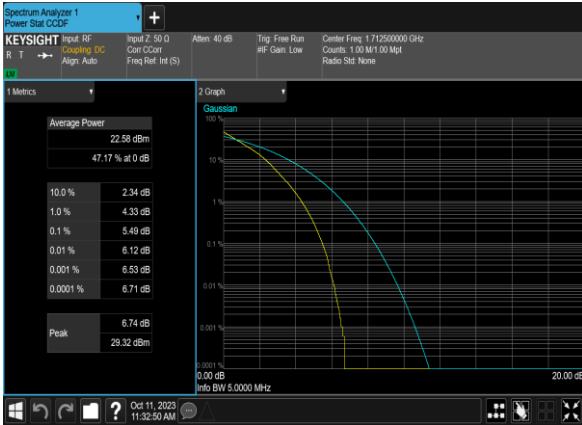 Spectrum Analyzer 1
Power Stat CCDF
+
KEYSIGHT
R T
LXI
Input: RF
Coupling: DC
Align: Auto
Input Z: 50 Ω
Corr CCorr
Freq Ref: Int (S)
Atten: 40 dB
Trig: Free Run
#IF Gain: Low
Center Freq: 1.712500000 GHz
Counts: 1.00 M/1.00 Mpt
Radio Std: None
1 Metrics
Average Power
22.58 dBm
47.17 % at 0 dB
10.0 % 2.34 dB
1.0 % 4.33 dB
0.1 % 5.49 dB
0.01 % 6.12 dB
0.001 % 6.53 dB
0.0001 % 6.71 dB
Peak
6.74 dB
29.32 dBm
2 Graph
Gaussian
100 %
10 %
1 %
0.1 %
0.01 %
0.001 %
0.0001 %
0.00 dB
20.00 dB
Info BW 5.0000 MHz
?
Oct 11, 2023
11:32:50 AM